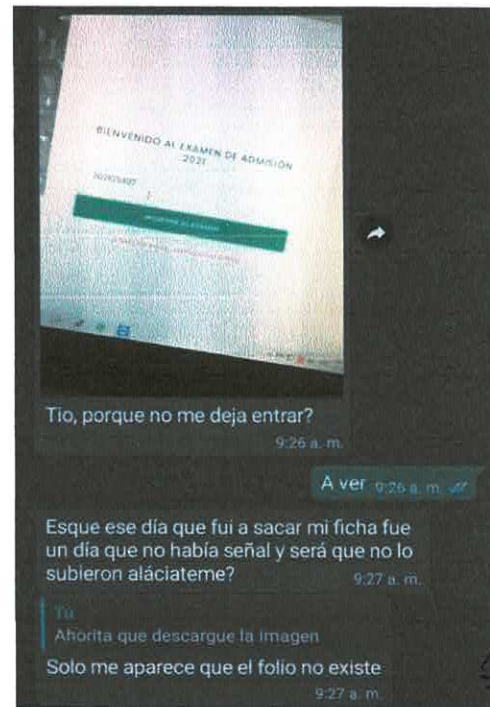 BIENVENIDO AL EXAMEN DE ADMISIÓN
2021
Tio, porque no me deja entrar?
9:26 a. m.
A ver 9:26 a. m.
Esque ese día que fui a sacar mi ficha fue
un día que no había señal y será que no lo
subieron aláciateme?
9:27 a. m.
Tú
Ahorita que descargue la imagen
Solo me aparece que el folio no existe
9:27 a. m.